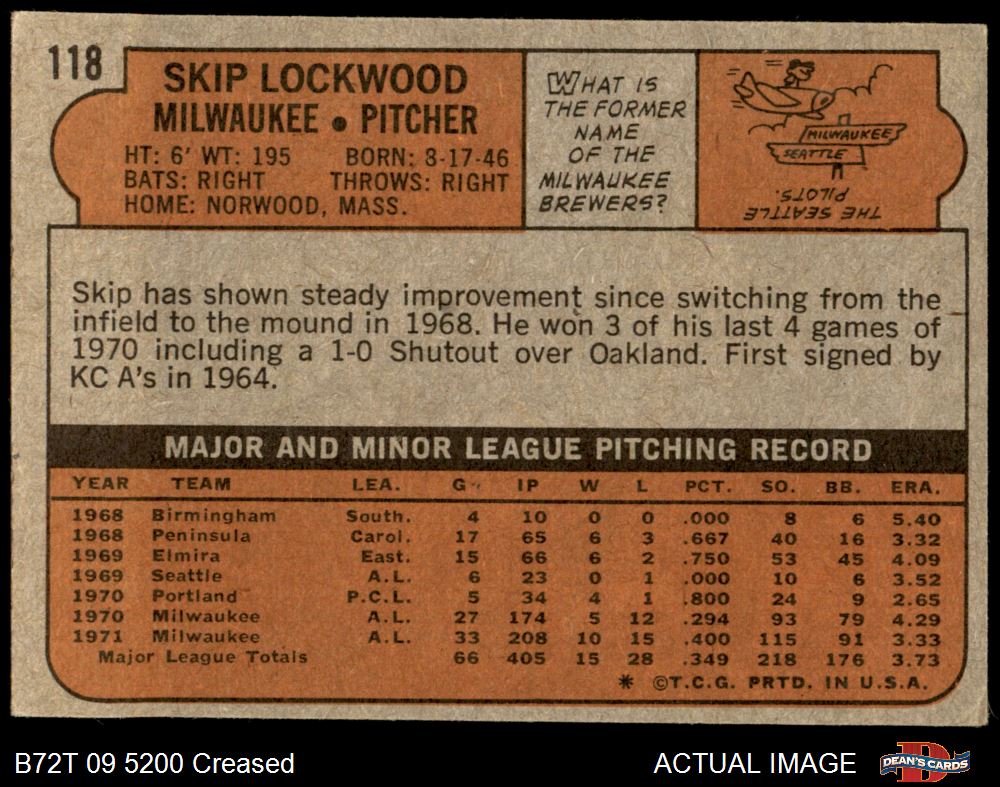 118
SKIP LOCKWOOD
MILWAUKEE • PITCHER
HT: 6' WT: 195 BORN: 8-17-46
BATS: RIGHT THROWS: RIGHT
HOME: NORWOOD, MASS.
WHAT IS
THE FORMER
NAME
OF THE
MILWAUKEE
BREWERS?
MILWAUKEE
SEATTLE
THE SEATTLE
PILOTS.
Skip has shown steady improvement since switching from the
infield to the mound in 1968. He won 3 of his last 4 games of
1970 including a 1-0 Shutout over Oakland. First signed by
KC A's in 1964.
MAJOR AND MINOR LEAGUE PITCHING RECORD
YEAR TEAM LEA. G IP W L PCT. SO. BB. ERA.
1968 Birmingham South. 4 10 0 0 .000 8 6 5.40
1968 Peninsula Carol. 17 65 6 3 .667 40 16 3.32
1969 Elmira East. 15 66 6 2 .750 53 45 4.09
1969 Seattle A.L. 6 23 0 1 .000 10 6 3.52
1970 Portland P.C.L. 5 34 4 1 .800 24 9 2.65
1970 Milwaukee A.L. 27 174 5 12 .294 93 79 4.29
1971 Milwaukee A.L. 33 208 10 15 .400 115 91 3.33
Major League Totals 66 405 15 28 .349 218 176 3.73
* ©T.C.G. PRTD. IN U.S.A.
B72T 09 5200 Creased
ACTUAL IMAGE
DEAN'S CARDS